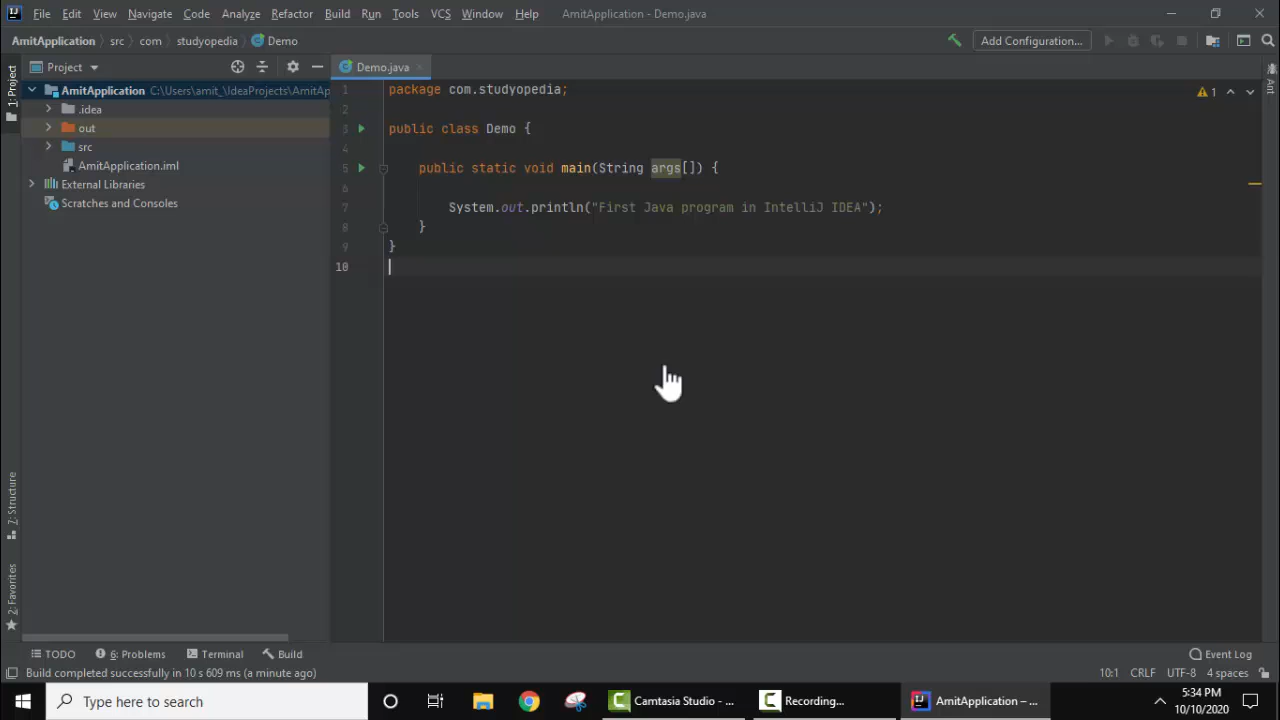 File Edit View Navigate Code Analyze Refactor Build Run Tools VCS Window Help AmitApplication - Demo.java
AmitApplication src com studyopedia Demo Add Configuration...
Project Demo.java
1: Project
AmitApplication C:\Users\amit_\IdeaProjects\AmitAp
.idea
out
src
AmitApplication.iml
External Libraries
Scratches and Consoles
1 package com.studyopedia;
2
3 public class Demo {
4
5 public static void main(String args[]) {
6
7 System.out.println("First Java program in IntelliJ IDEA");
8 }
9 }
10
1
Ant
7: Structure
2: Favorites
TODO 6: Problems Terminal Build Event Log
Build completed successfully in 10 s 609 ms (a minute ago) 10:1 CRLF UTF-8 4 spaces
Type here to search Camtasia Studio - ... Recording... AmitApplication – ... 5:34 PM
10/10/2020